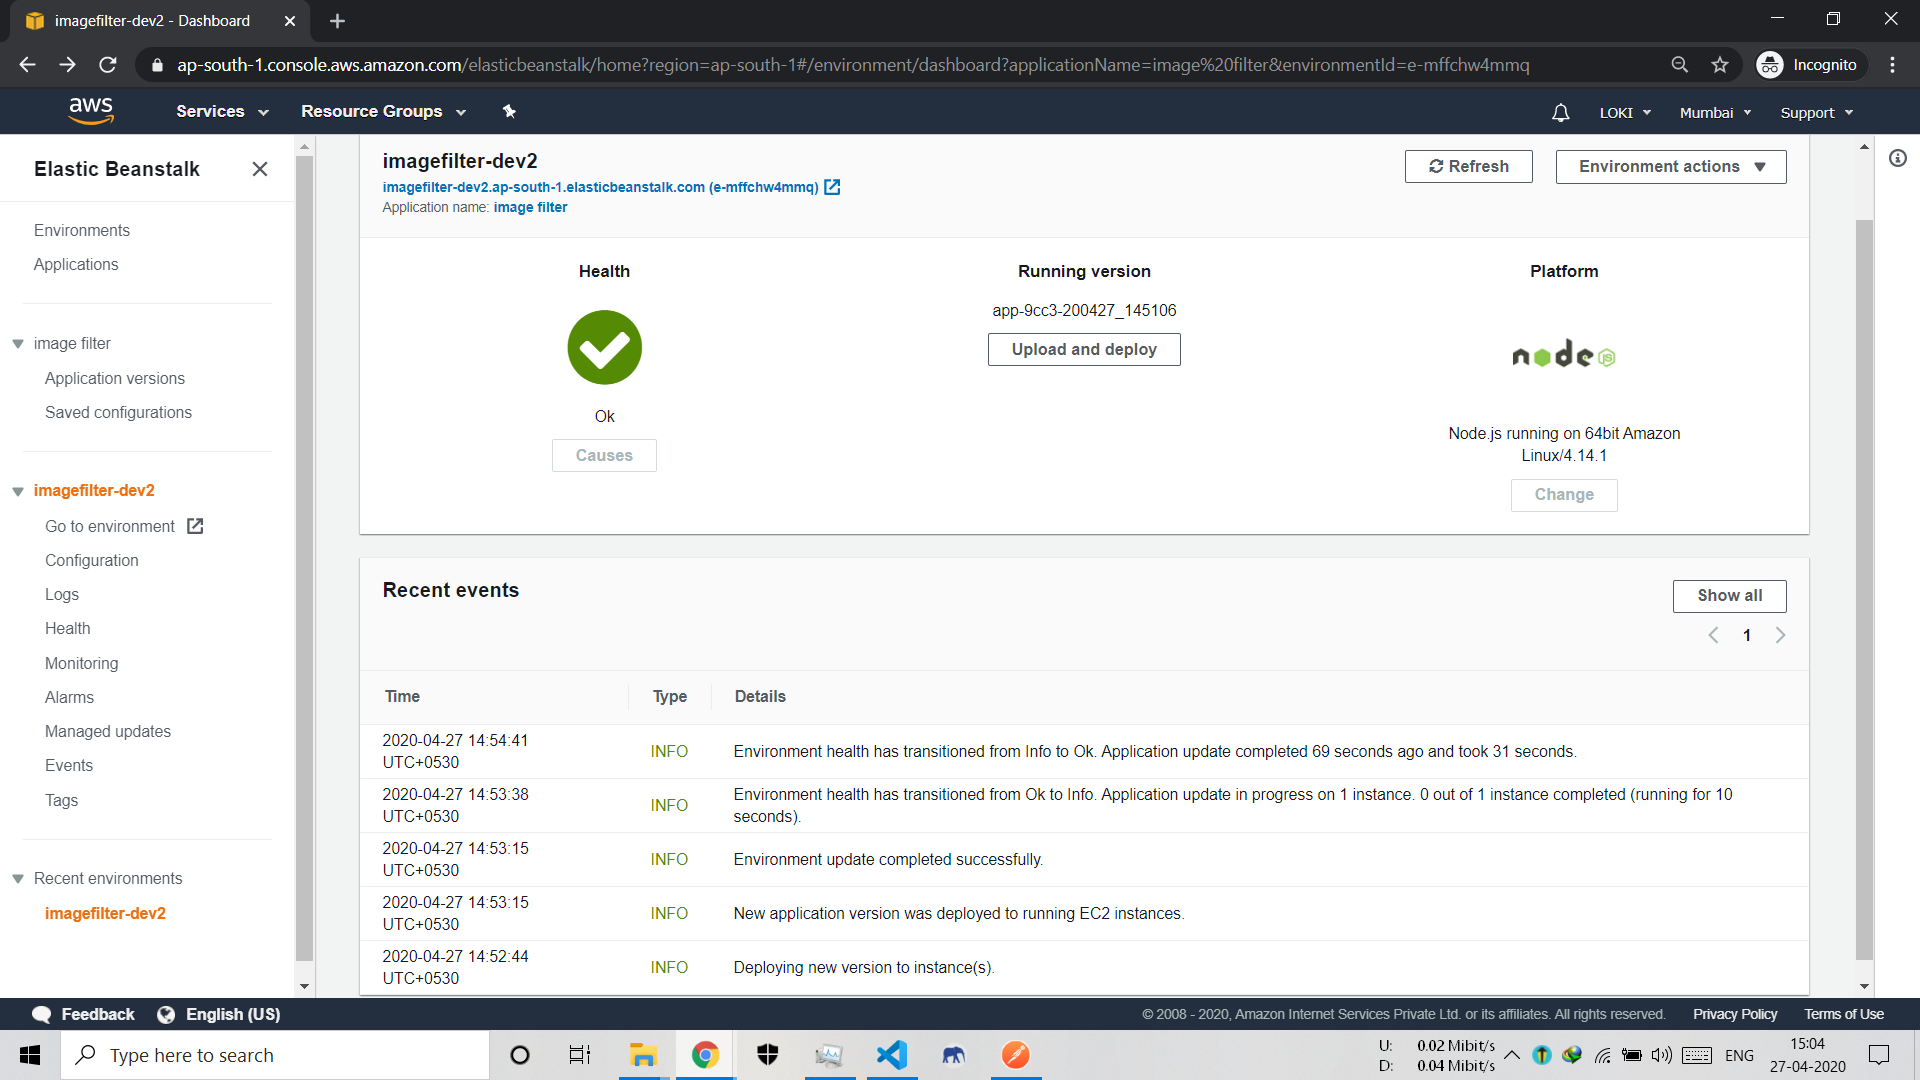 imagefilter-dev2 - Dashboard
ap-south-1.console.aws.amazon.com/elasticbeanstalk/home?region=ap-south-1#/environment/dashboard?applicationName=image%20filter&environmentId=e-mffchw4mmq
Incognito
aws
Services
Resource Groups
LOKI
Mumbai
Support
Elastic Beanstalk
Environments
Applications
image filter
Application versions
Saved configurations
imagefilter-dev2
Go to environment
Configuration
Logs
Health
Monitoring
Alarms
Managed updates
Events
Tags
Recent environments
imagefilter-dev2
imagefilter-dev2
imagefilter-dev2.ap-south-1.elasticbeanstalk.com (e-mffchw4mmq)
Application name: image filter
Refresh
Environment actions
Health
Ok
Causes
Running version
app-9cc3-200427_145106
Upload and deploy
Platform
node JS
Node.js running on 64bit Amazon
Linux/4.14.1
Change
Recent events
Show all
1
Time Type Details
2020-04-27 14:54:41
UTC+0530
INFO
Environment health has transitioned from Info to Ok. Application update completed 69 seconds ago and took 31 seconds.
2020-04-27 14:53:38
UTC+0530
INFO
Environment health has transitioned from Ok to Info. Application update in progress on 1 instance. 0 out of 1 instance completed (running for 10
seconds).
2020-04-27 14:53:15
UTC+0530
INFO
Environment update completed successfully.
2020-04-27 14:53:15
UTC+0530
INFO
New application version was deployed to running EC2 instances.
2020-04-27 14:52:44
UTC+0530
INFO
Deploying new version to instance(s).
Feedback
English (US)
© 2008 - 2020, Amazon Internet Services Private Ltd. or its affiliates. All rights reserved.
Privacy Policy
Terms of Use
Type here to search
U: 0.02 Mibit/s
D: 0.04 Mibit/s
ENG
15:04
27-04-2020